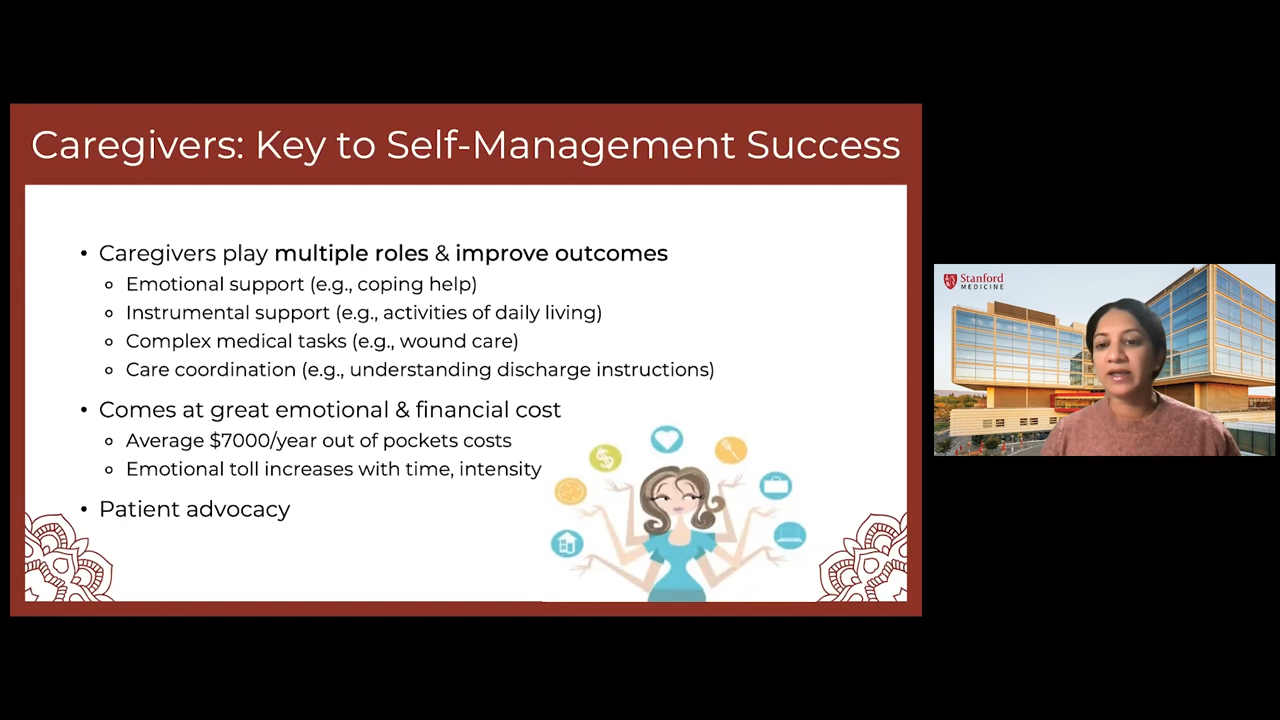 Caregivers: Key to Self-Management Success
• Caregivers play multiple roles & improve outcomes
Emotional support (e.g., coping help)
Instrumental support (e.g., activities of daily living)
Complex medical tasks (e.g., wound care)
Care coordination (e.g., understanding discharge instructions)
• Comes at great emotional & financial cost
Average $7000/year out of pockets costs
Emotional toll increases with time, intensity
• Patient advocacy
$
Stanford
MEDICINE